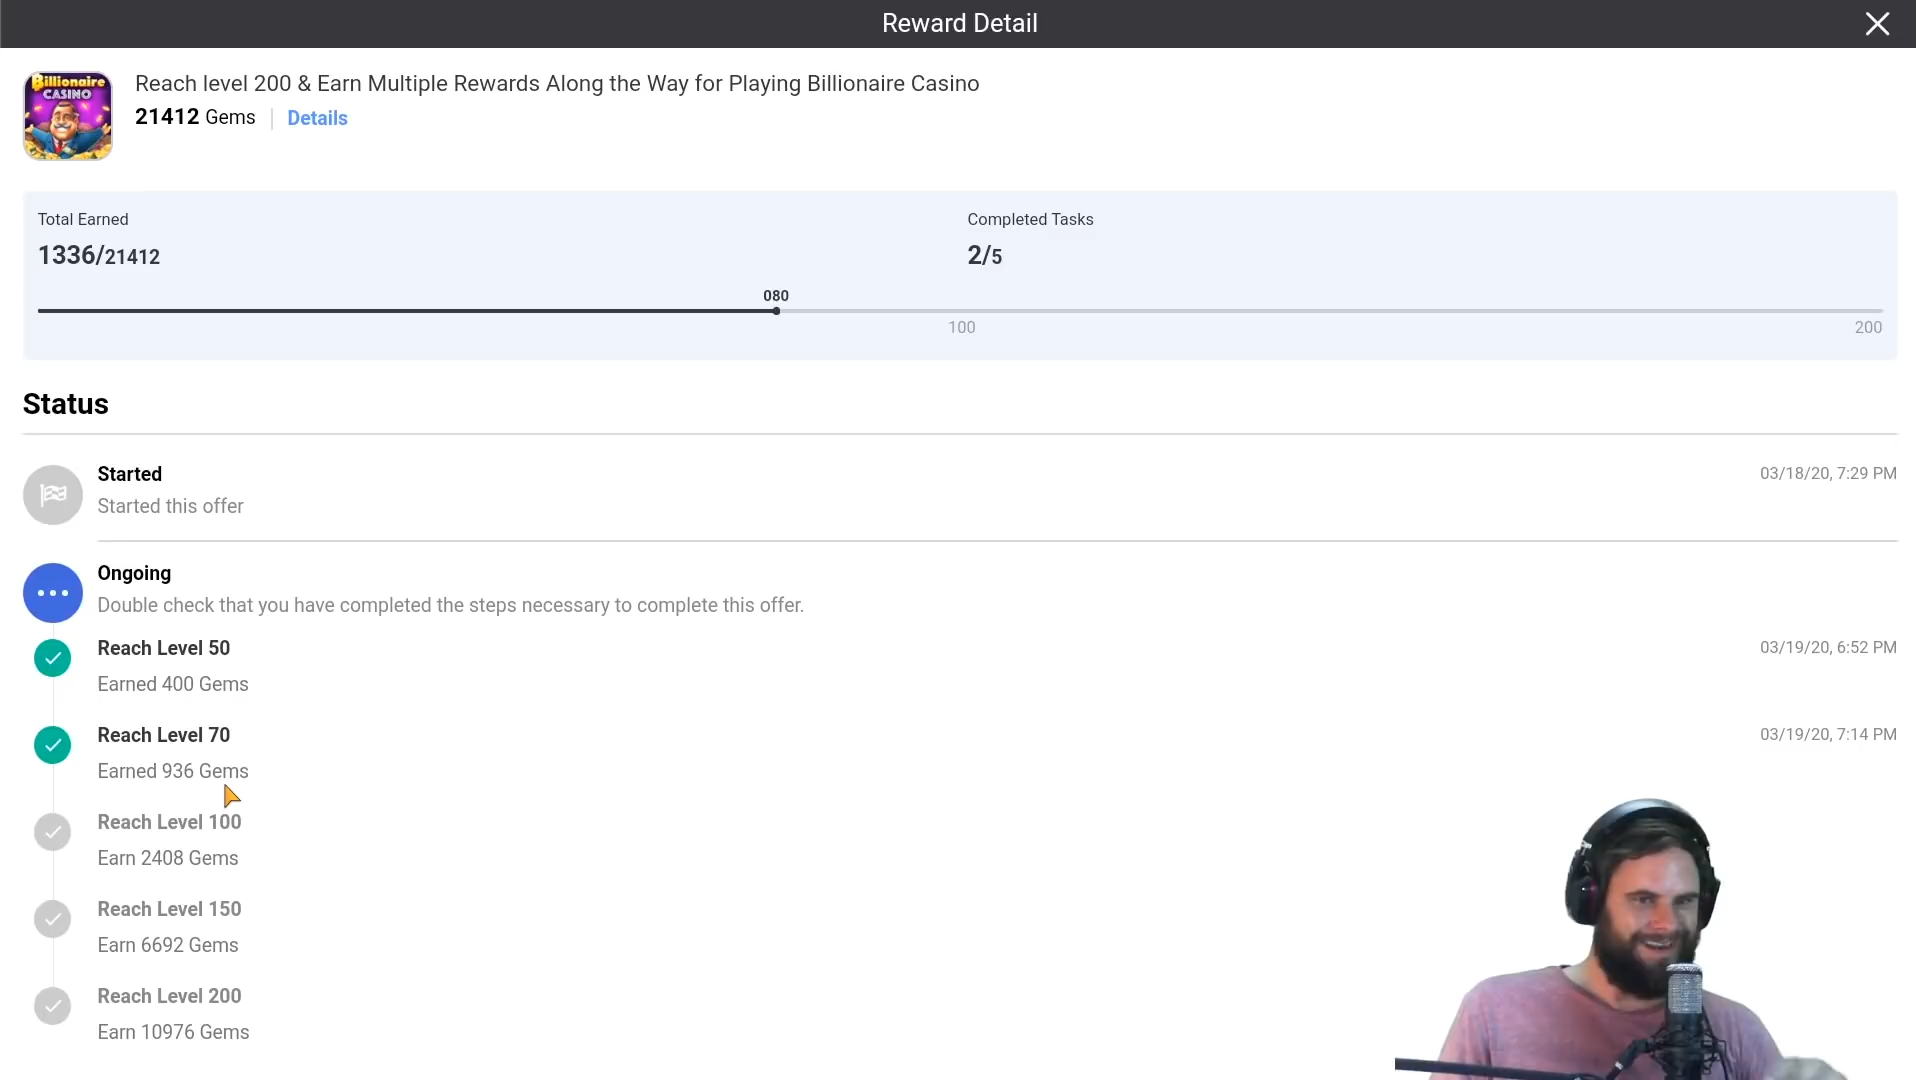 Reward Detail
Billionaire
CASINO
Reach level 200 & Earn Multiple Rewards Along the Way for Playing Billionaire Casino
21412 Gems
Details
Total Earned
Completed Tasks
1336/21412
2/5
080
100
200
Status
Started
03/18/20, 7:29 PM
Started this offer
Ongoing
Double check that you have completed the steps necessary to complete this offer.
Reach Level 50
03/19/20, 6:52 PM
Earned 400 Gems
Reach Level 70
03/19/20, 7:14 PM
Earned 936 Gems
Reach Level 100
Earn 2408 Gems
Reach Level 150
Earn 6692 Gems
Reach Level 200
Earn 10976 Gems